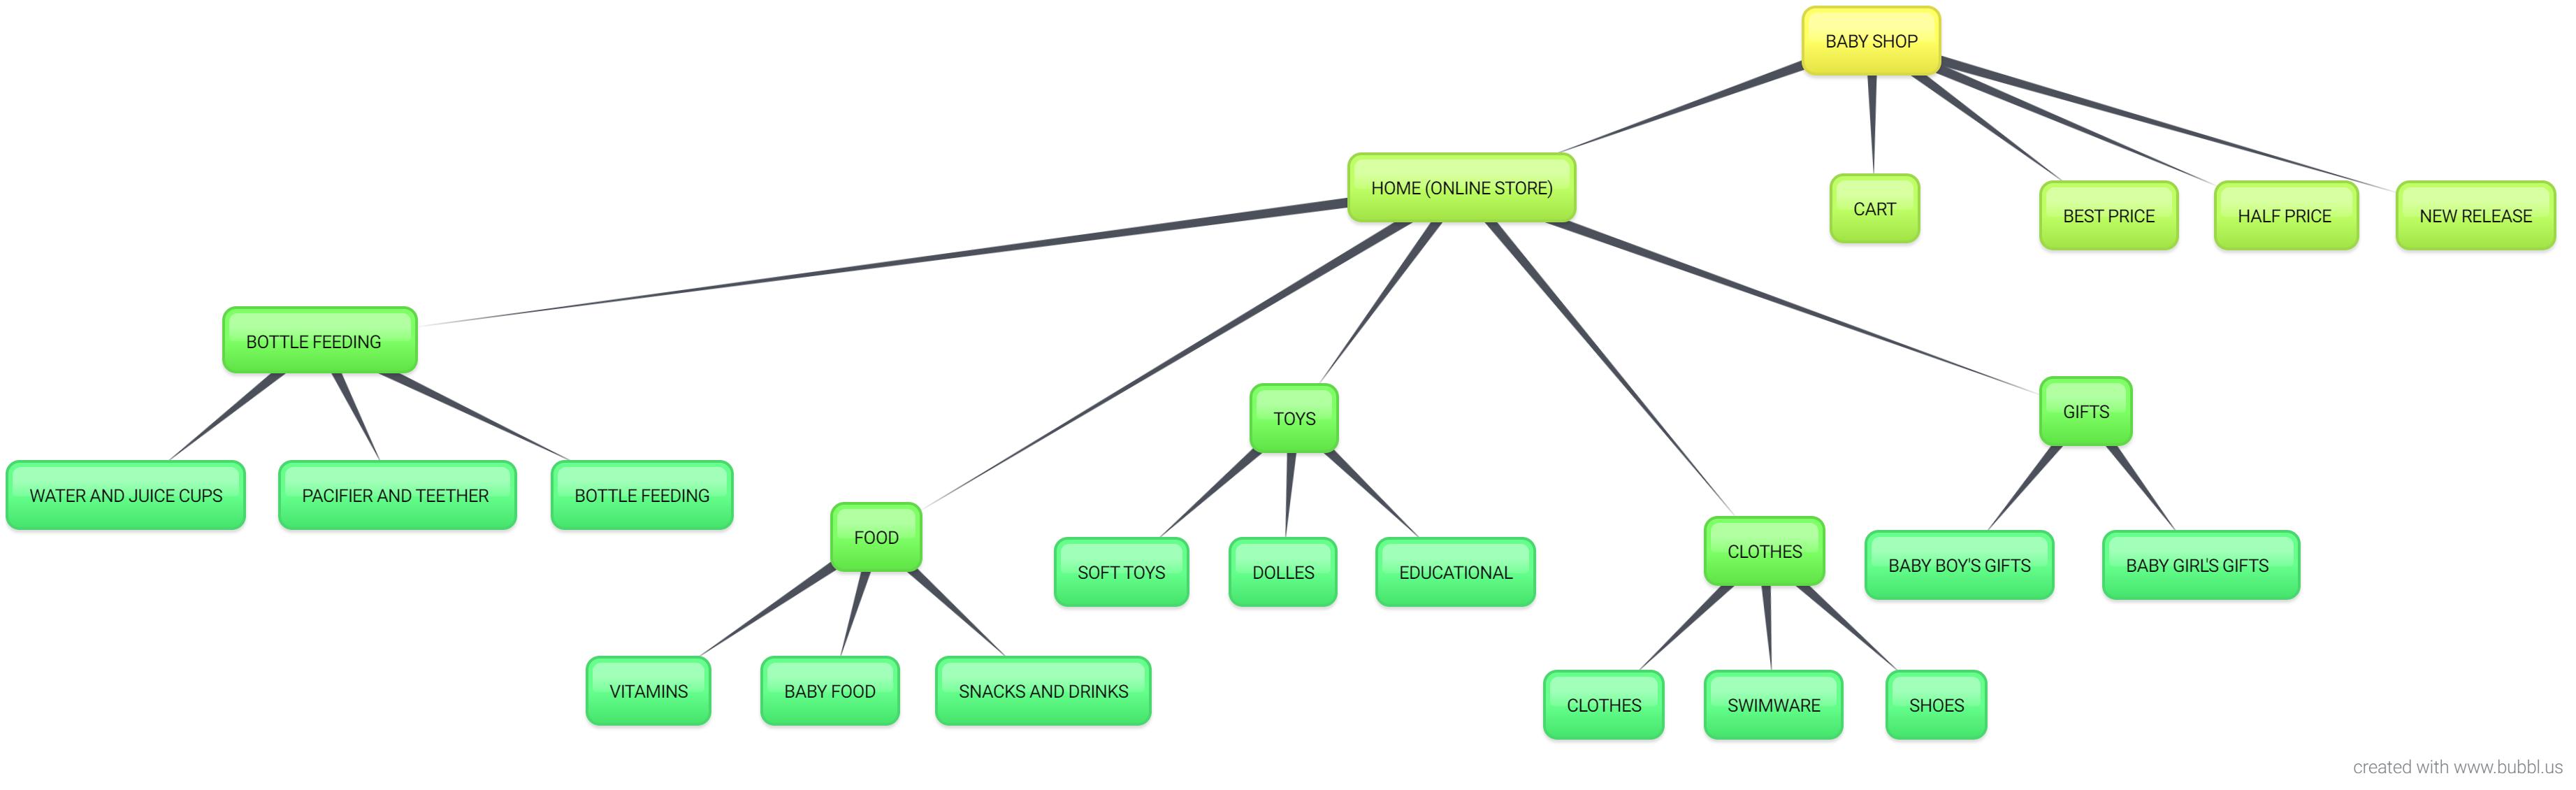 BABY SHOP
HOME (ONLINE STORE)
CART
BEST PRICE
HALF PRICE
NEW RELEASE
BOTTLE FEEDING
TOYS
GIFTS
WATER AND JUICE CUPS
PACIFIER AND TEETHER
BOTTLE FEEDING
FOOD
CLOTHES
SOFT TOYS
DOLLES
EDUCATIONAL
BABY BOY'S GIFTS
BABY GIRL'S GIFTS
VITAMINS
BABY FOOD
SNACKS AND DRINKS
CLOTHES
SWIMWARE
SHOES
created with www.bubbl.us